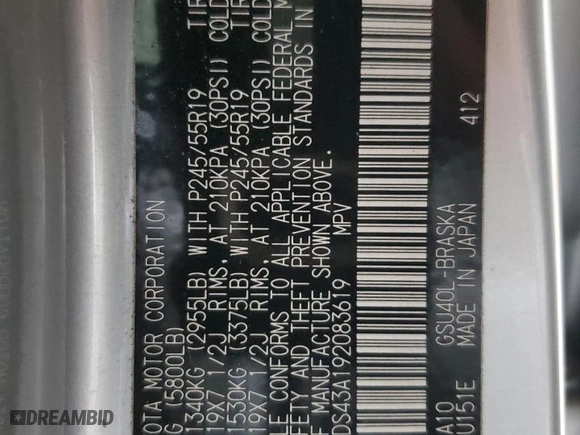 OTA MOTOR CORPORATION
G (5800LB)
1340KG (2955LB) WITH P245/55R19 TIR
19X7 1/2J RIMS, AT 210KPA (30PSI) COLD
1530KG (3375LB) WITH P245/55R19 TIR
19X7 1/2J RIMS, AT 210KPA (30PSI) COLD
LE CONFORMS TO ALL APPLICABLE FEDERAL M
FETY AND THEFT PREVENTION STANDARDS IN
F MANUFACTURE SHOWN ABOVE.
DS43A192083619 MPV
A10 GSU40L-BRASKA
U151E MADE IN JAPAN 412
DREAMBID